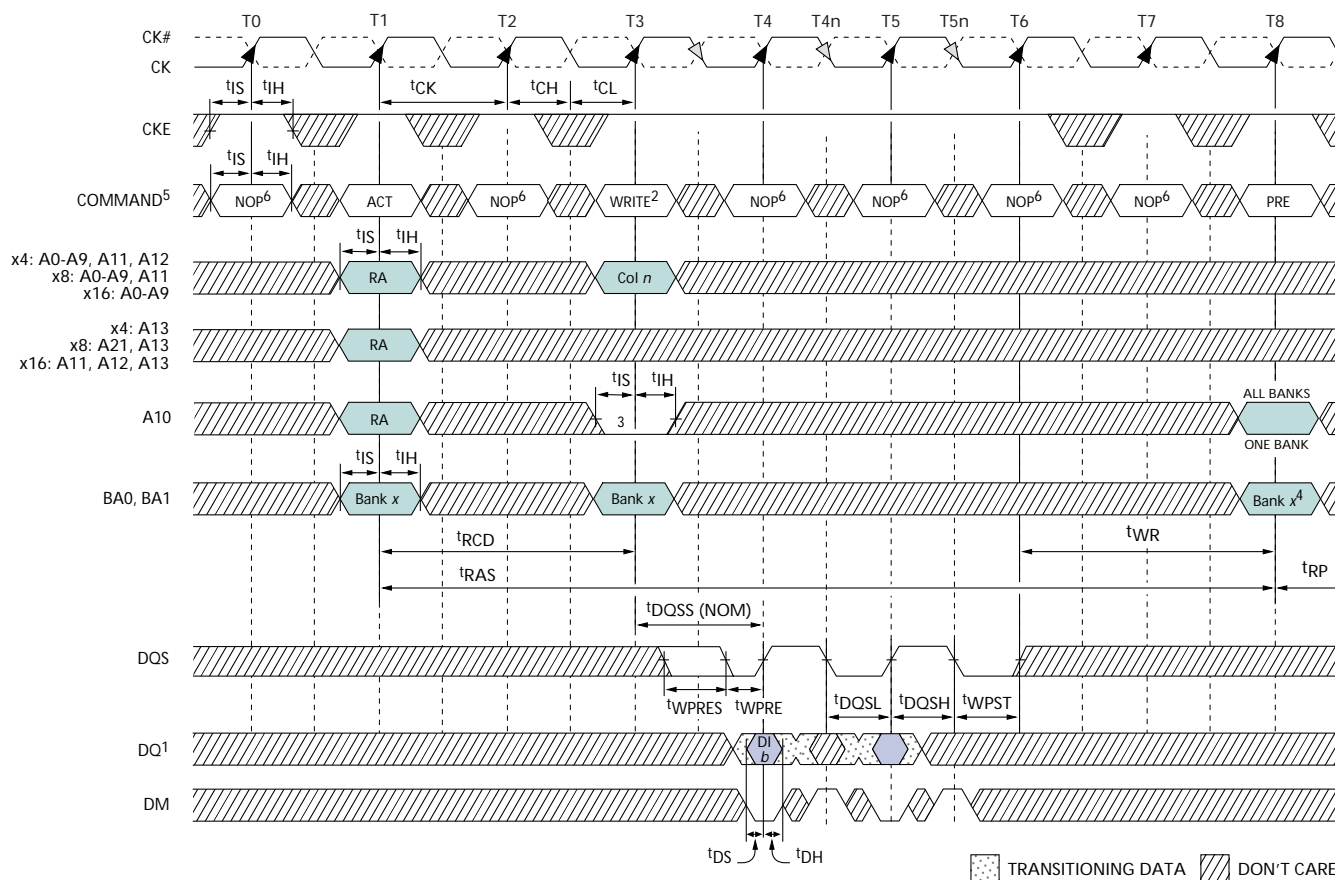 T0 T1 T2 T3 T4 T4n T5 T5n T6 T7 T8
CK#
CK
tIS tIH tCK tCH tCL
CKE
tIS tIH
COMMAND5 NOP6 ACT NOP6 WRITE2 NOP6 NOP6 NOP6 NOP6 PRE
tIS tIH
x4: A0-A9, A11, A12
x8: A0-A9, A11
x16: A0-A9
RA Col n
x4: A13
x8: A21, A13
x16: A11, A12, A13
RA
tIS tIH
ALL BANKS
A10 RA 3
ONE BANK
tIS tIH
BA0, BA1 Bank x Bank x Bank x4
tRCD tWR
tRAS tRP
tDQSS (NOM)
DQS
tWPRES tWPRE tDQSL tDQSH tWPST
DQ1 DI
b
DM
tDS tDH
TRANSITIONING DATA DON'T CARE